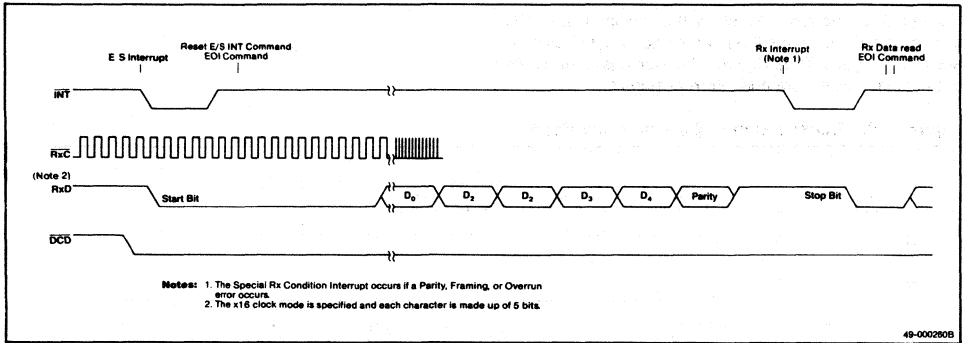 Reset E/S INT Command
E S Interrupt EOI Command
Rx Interrupt
(Note 1)
Rx Data read
EOI Command
INT
RxC
(Note 2)
RxD
Start Bit D0 D2 D2 D3 D4 Parity Stop Bit
DCD
Notes: 1. The Special Rx Condition Interrupt occurs if a Parity, Framing, or Overrun
error occurs.
2. The x16 clock mode is specified and each character is made up of 5 bits.
49-000260B